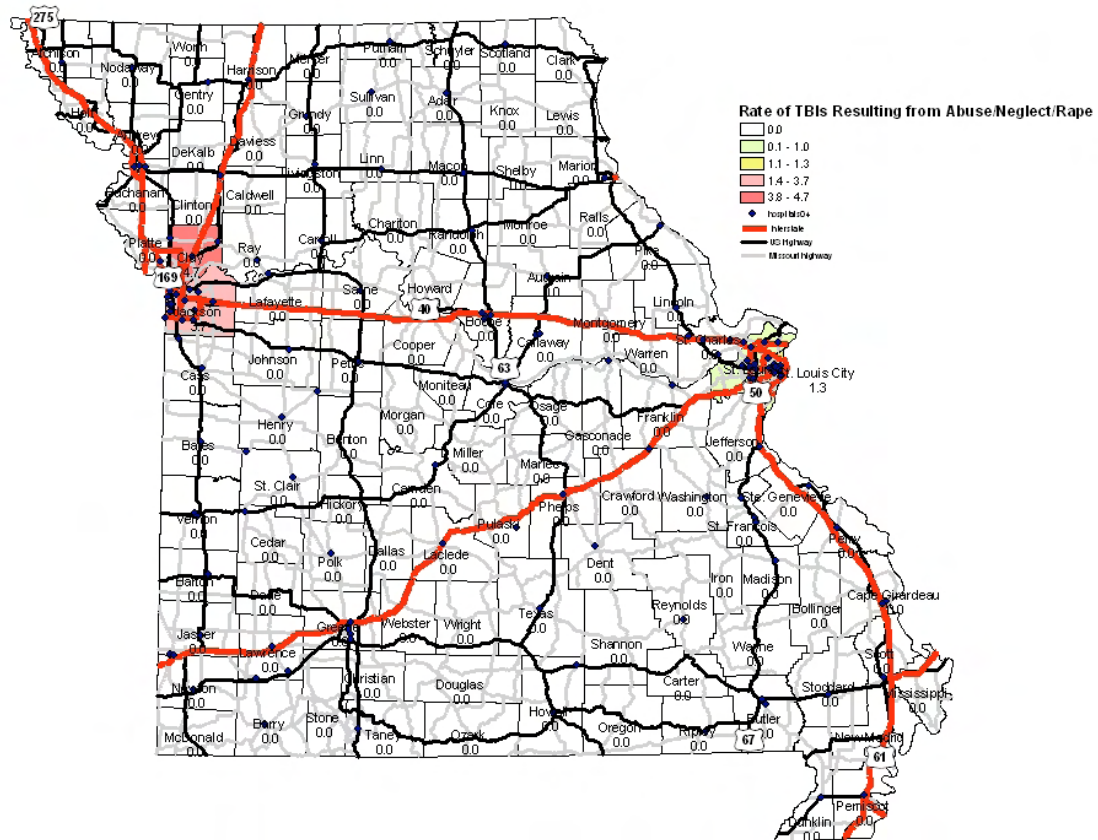 275
Atchison
0.0
Nodaway
0.0
Worth
0.0
Harrison
0.0
Mercer
0.0
Putnam
0.0
Schuyler
0.0
Scotland
0.0
Clark
0.0
Gentry
0.0
Holt
0.0
Sullivan
0.0
Adair
0.0
Knox
0.0
Lewis
0.0
Grundy
0.0
Andrew
DeKalb
0.0
Daviess
0.0
Livingston
0.0
Linn
0.0
Macon
0.0
Shelby
Marion
0.0
Buchanan
0.0
Clinton
0.0
Caldwell
0.0
Chariton
0.0
Randolph
0.0
Monroe
0.0
Ralls
0.0
Platte
0.0
Clay
4.7
Ray
0.0
Carroll
0.0
Pike
0.0
169
Jackson
3.7
Lafayette
0.0
Saline
0.0
Howard
40
Boone
0.0
Audrain
0.0
Callaway
0.0
Montgomery
0.0
Lincoln
0.0
St. Charles
0.0
Warren
0.0
St. Louis
St. Louis City
1.3
50
Cass
0.0
Johnson
0.0
Pettis
0.0
Cooper
0.0
Moniteau
0.0
63
Cole
0.0
Osage
0.0
Gasconade
0.0
Franklin
0.0
Jefferson
0.0
Bates
0.0
Henry
0.0
Benton
0.0
Morgan
0.0
Miller
0.0
Maries
0.0
St. Clair
0.0
Hickory
0.0
Camden
0.0
Pulaski
0.0
Phelps
0.0
Crawford
0.0
Washington
0.0
Ste. Genevieve
0.0
St. Francois
0.0
Perry
0.0
Vernon
0.0
Cedar
0.0
Polk
0.0
Dallas
0.0
Laclede
0.0
Dent
0.0
Iron
0.0
Madison
0.0
Bollinger
0.0
Cape Girardeau
0.0
Barton
0.0
Dade
0.0
Greene
Webster
0.0
Wright
0.0
Texas
0.0
Reynolds
0.0
Shannon
0.0
Wayne
0.0
Scott
0.0
Jasper
0.0
Lawrence
0.0
Christian
0.0
Douglas
0.0
Howell
0.0
Carter
0.0
Stoddard
0.0
Mississippi
0.0
Newton
0.0
McDonald
0.0
Barry
0.0
Stone
0.0
Taney
0.0
Ozark
0.0
Oregon
0.0
Ripley
0.0
Butler
0.0
67
New Madrid
61
Pemiscot
0.0
Dunklin
0.0
Rate of TBIs Resulting from Abuse/Neglect/Rape
0.0
0.1 - 1.0
1.1 - 1.3
1.4 - 3.7
3.8 - 4.7
hospitals04
Interstate
US Highway
Missouri highway